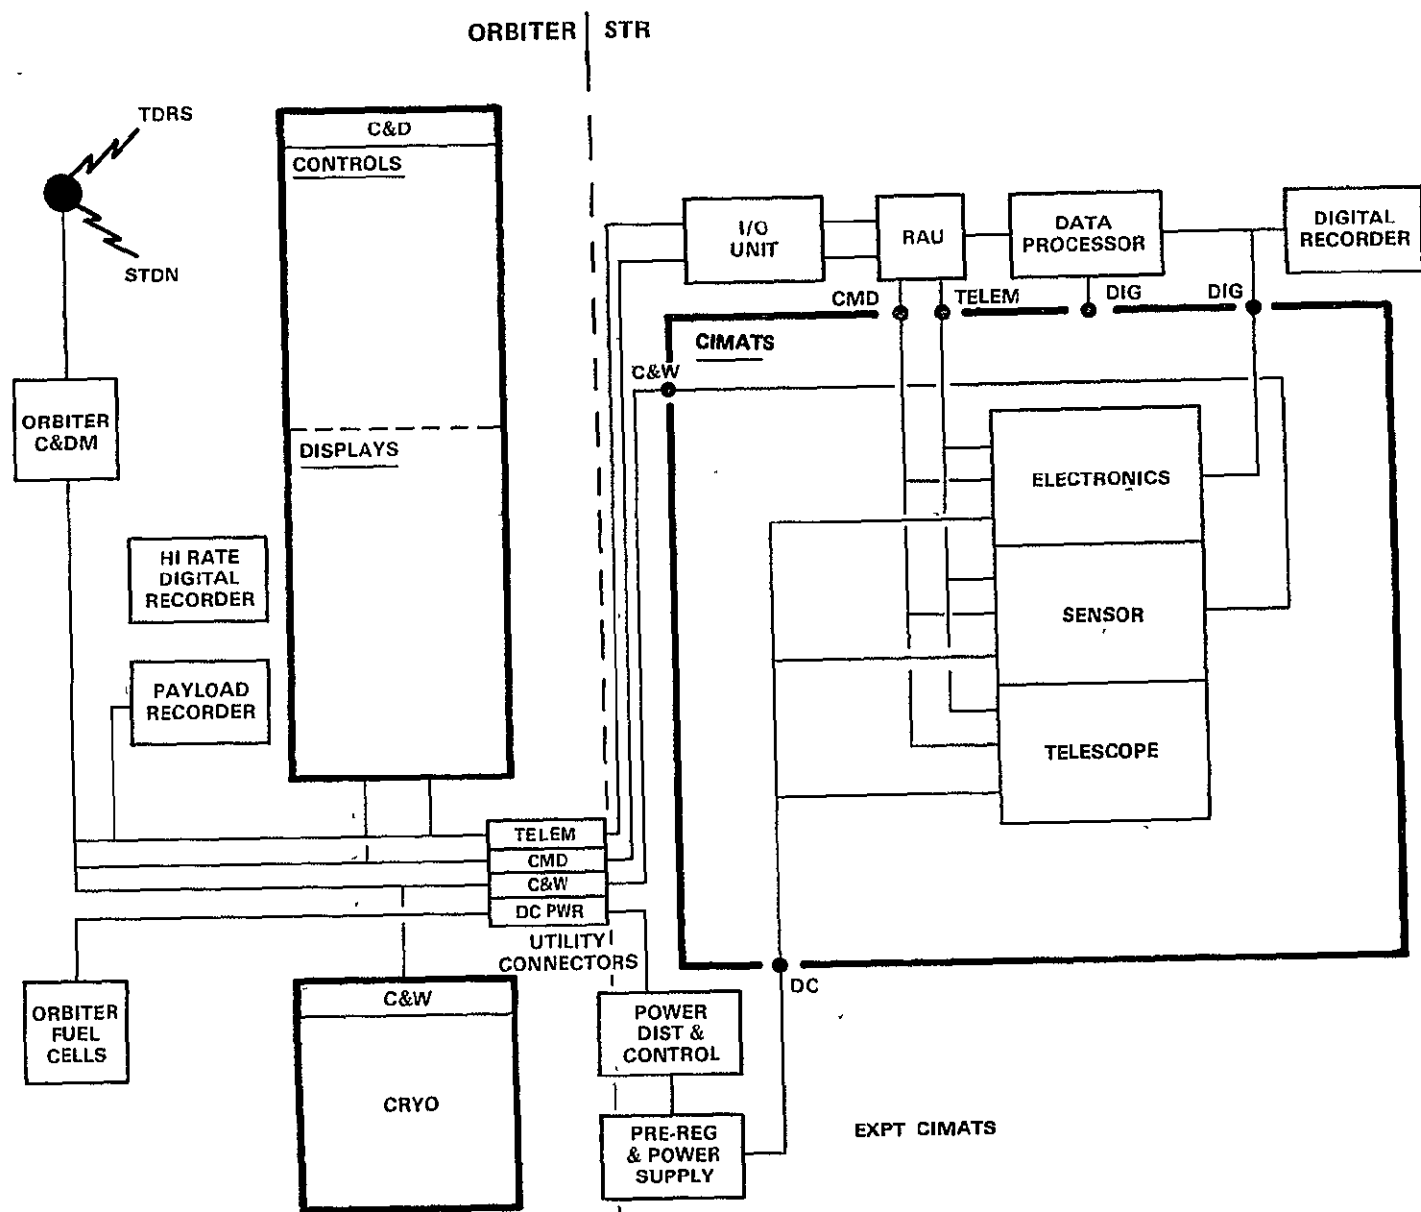 ORBITER STR
TDRS
STDN
C&D
CONTROLS
DISPLAYS
ORBITER
C&DM
HI RATE
DIGITAL
RECORDER
PAYLOAD
RECORDER
I/O
UNIT
RAU
DATA
PROCESSOR
DIGITAL
RECORDER
CMD
TELEM
DIG
DIG
CIMATS
C&W
ELECTRONICS
SENSOR
TELESCOPE
TELEM
CMD
C&W
DC PWR
UTILITY
CONNECTORS
DC
ORBITER
FUEL
CELLS
C&W
CRYO
POWER
DIST &
CONTROL
PRE-REG
& POWER
SUPPLY
EXPT CIMATS